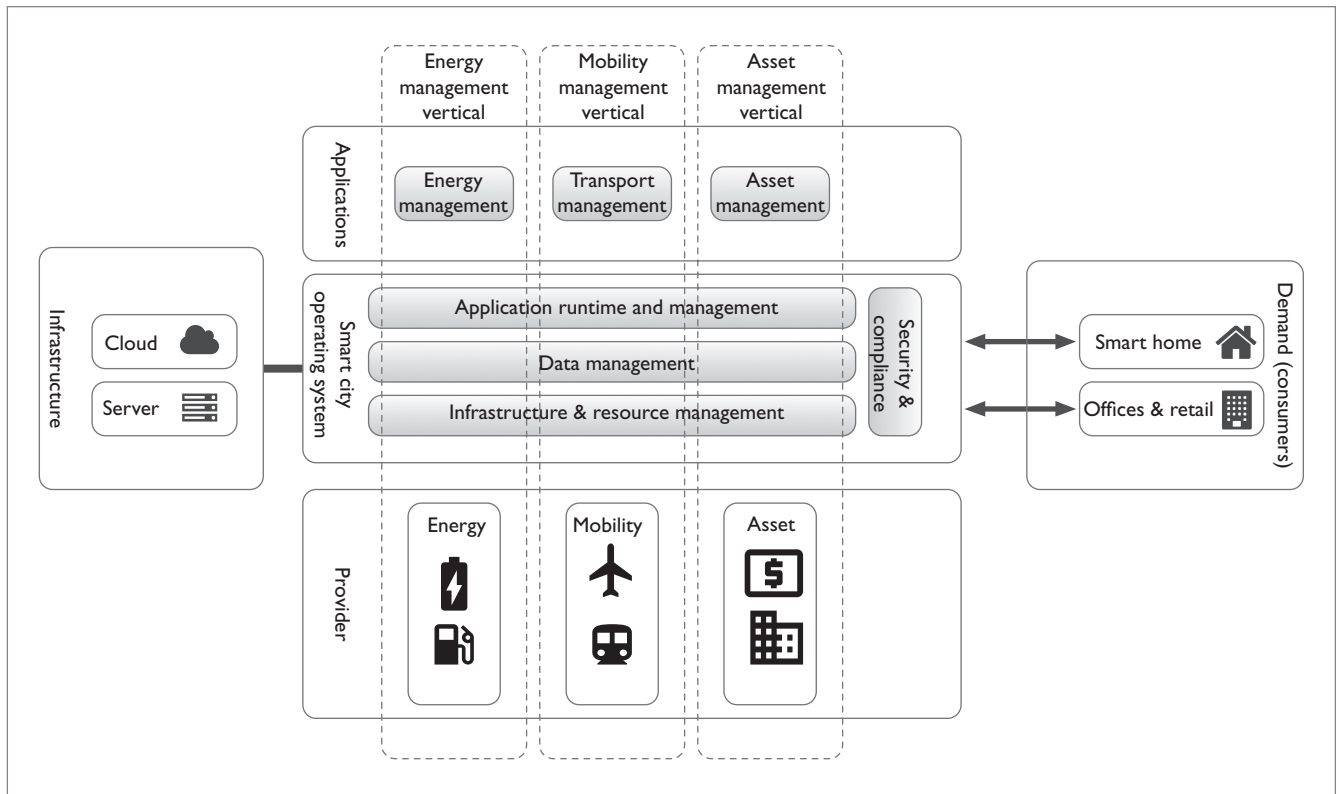 Energy
management
vertical
Mobility
management
vertical
Asset
management
vertical
Applications
Energy
management
Transport
management
Asset
management
Infrastructure
Cloud
Server
Smart city
operating system
Application runtime and management
Data management
Infrastructure & resource management
Security &
compliance
Smart home
Offices & retail
Demand (consumers)
Provider
Energy
Mobility
Asset
$